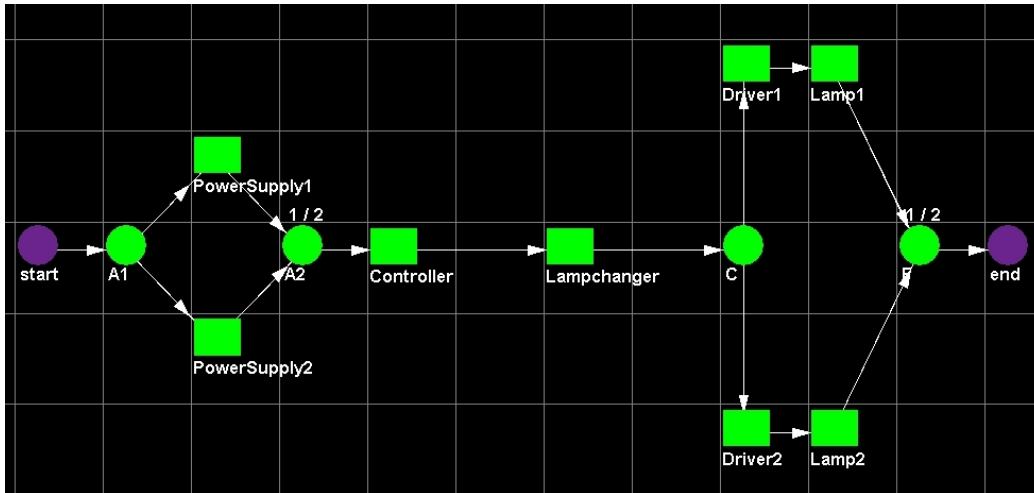 Driver1
Lamp1
PowerSupply1
1 / 2
1 / 2
start
A1
A2
Controller
Lampchanger
C
end
PowerSupply2
Driver2
Lamp2